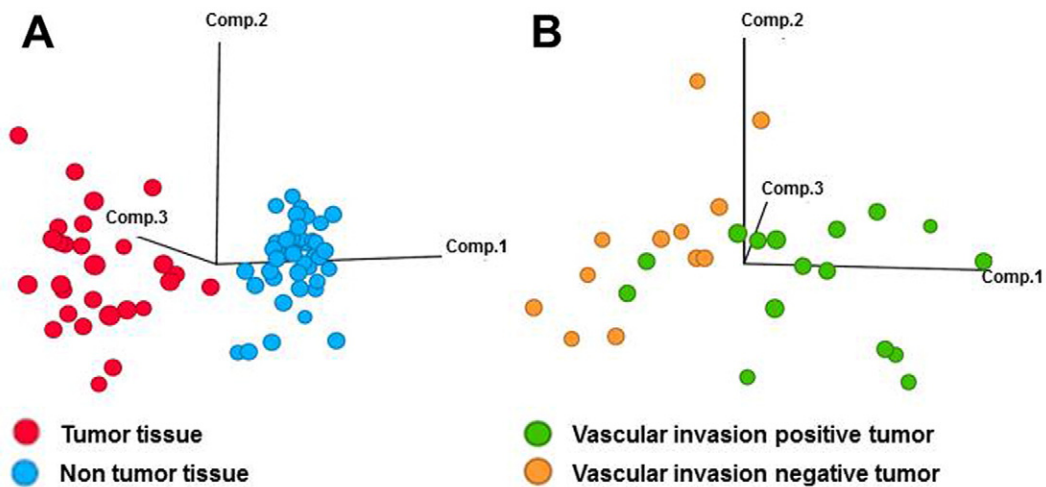 A
Comp.2
Comp.3
Comp.1
Tumor tissue
Non tumor tissue
B
Comp.2
Comp.3
Comp.1
Vascular invasion positive tumor
Vascular invasion negative tumor